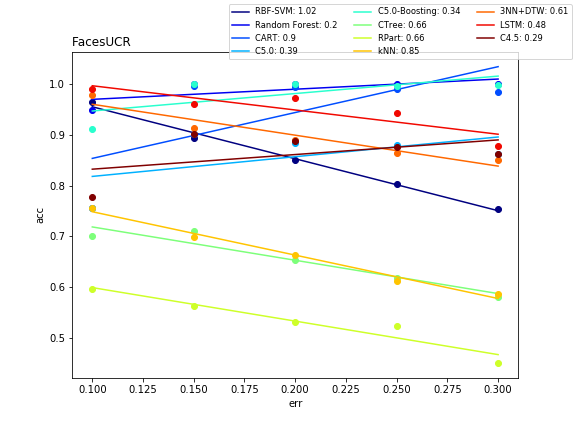 RBF-SVM: 1.02
Random Forest: 0.2
CART: 0.9
C5.0: 0.39
C5.0-Boosting: 0.34
CTree: 0.66
RPart: 0.66
kNN: 0.85
3NN+DTW: 0.61
LSTM: 0.48
C4.5: 0.29
FacesUCR
acc
1.0
0.9
0.8
0.7
0.6
0.5
0.100 0.125 0.150 0.175 0.200 0.225 0.250 0.275 0.300
err